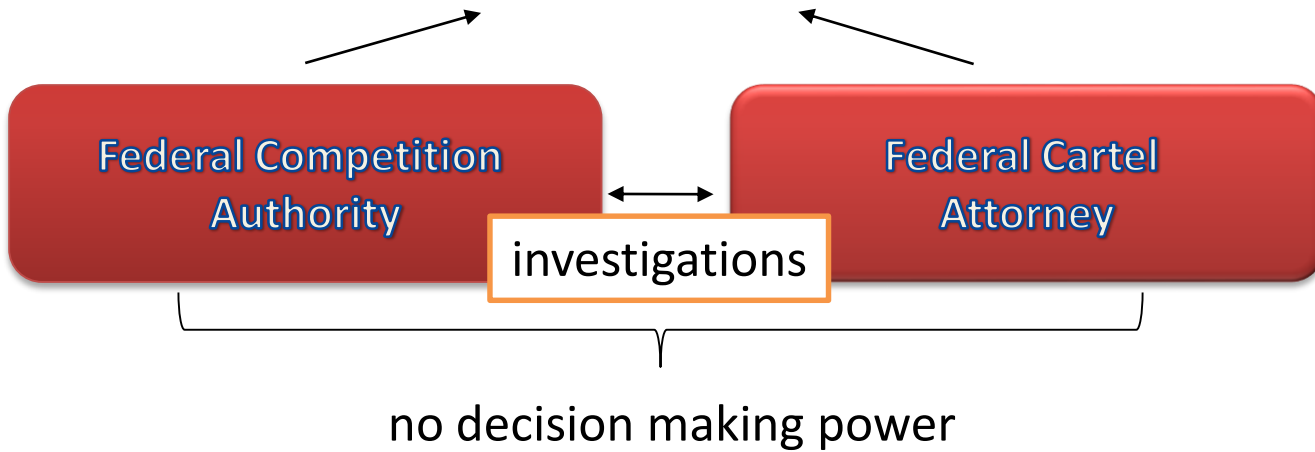 Federal Competition
Authority
Federal Cartel
Attorney
investigations
no decision making power